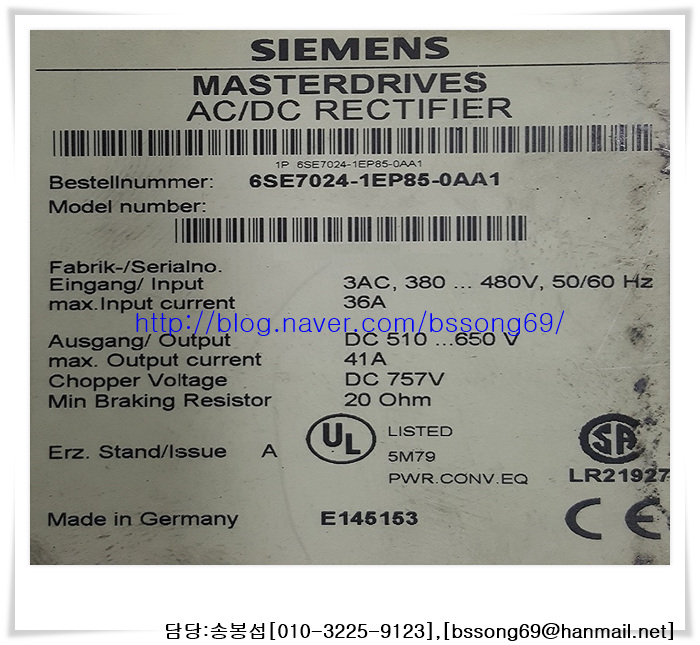 SIEMENS
MASTERDRIVES
AC/DC RECTIFIER
1P 6SE7024-1EP85-0AA1
Bestellnummer: 6SE7024-1EP85-0AA1
Model number:
Fabrik-/Serialno.
Eingang/ Input 3AC, 380 ... 480V, 50/60 Hz
max.Input current 36A
http://blog.naver.com/bssong69/
Ausgang/ Output DC 510 ...650 V
max. Output current 41A
Chopper Voltage DC 757V
Min Braking Resistor 20 Ohm
UL LISTED
5M79
PWR.CONV.EQ
SA
LR21927
Erz. Stand/Issue A
Made in Germany E145153 CE
담당:송봉섭[010-3225-9123],[bssong69@hanmail.net]